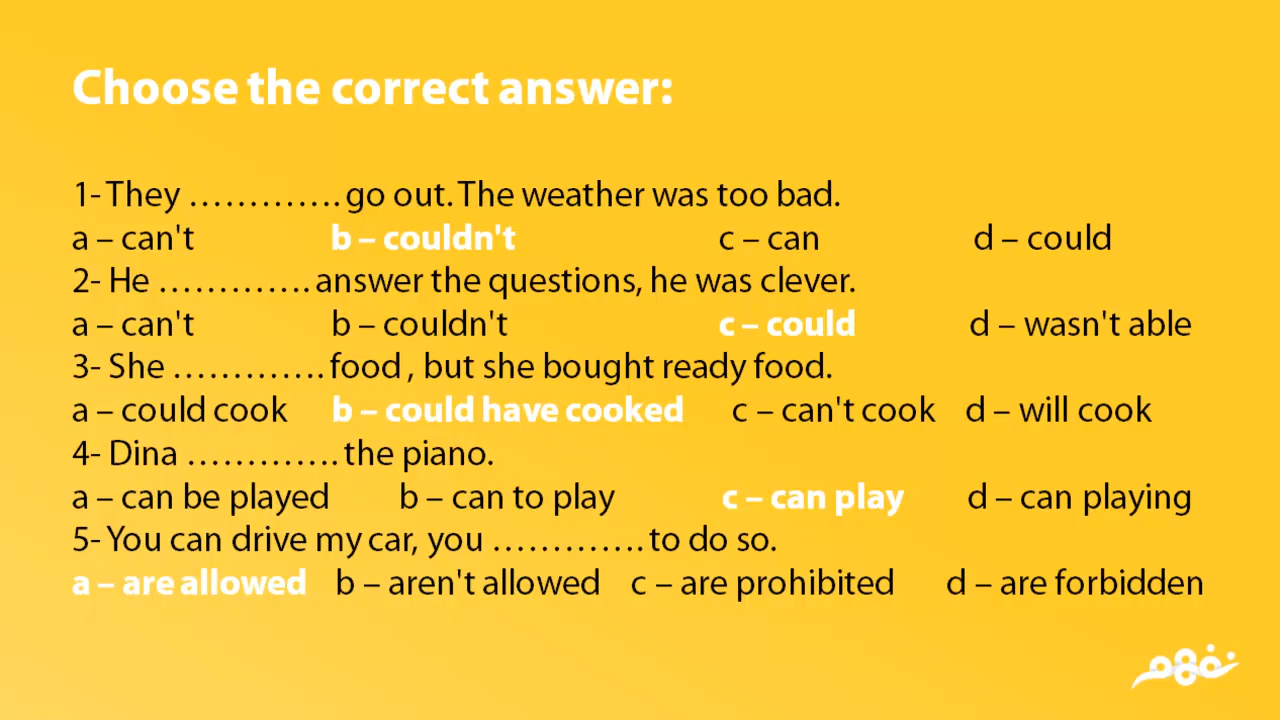 Choose the correct answer:
1- They …………. go out. The weather was too bad.
a – can't b – couldn't c – can d – could
2- He …………. answer the questions, he was clever.
a – can't b – couldn't c – could d – wasn't able
3- She …………. food , but she bought ready food.
a – could cook b – could have cooked c – can't cook d – will cook
4- Dina …………. the piano.
a – can be played b – can to play c – can play d – can playing
5- You can drive my car, you …………. to do so.
a – are allowed b – aren't allowed c – are prohibited d – are forbidden
نفهم